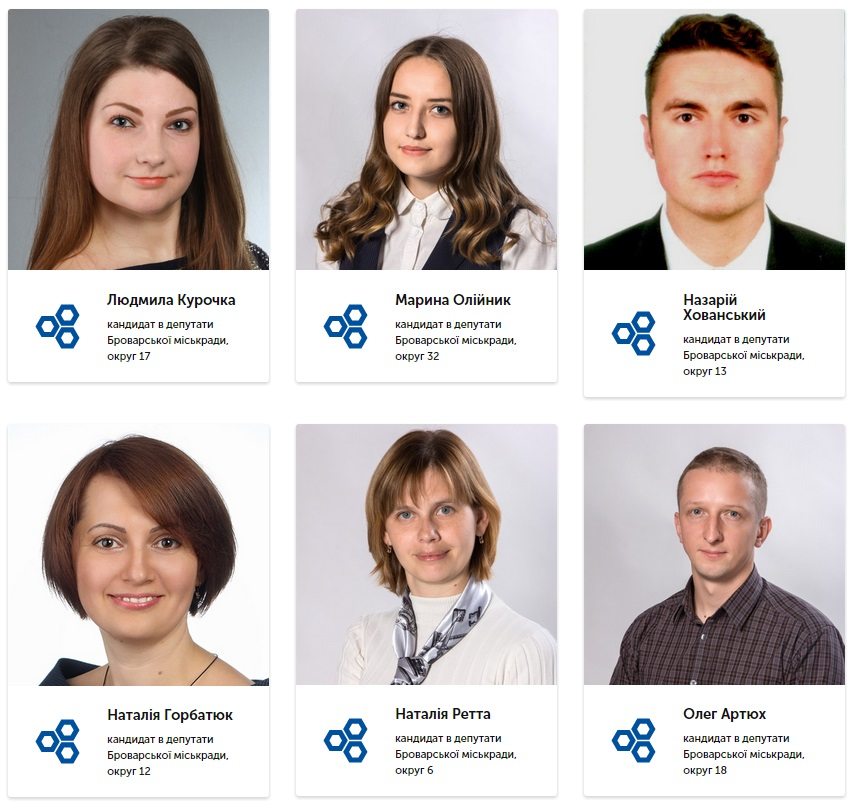 Людмила Курочка
кандидат в депутати
Броварської міськради,
округ 17
Марина Олійник
кандидат в депутати
Броварської міськради,
округ 32
Назарій
Хованський
кандидат в депутати
Броварської міськради,
округ 13
Наталія Горбатюк
кандидат в депутати
Броварської міськради,
округ 12
Наталія Ретта
кандидат в депутати
Броварської міськради,
округ 6
Олег Артюх
кандидат в депутати
Броварської міськради,
округ 18